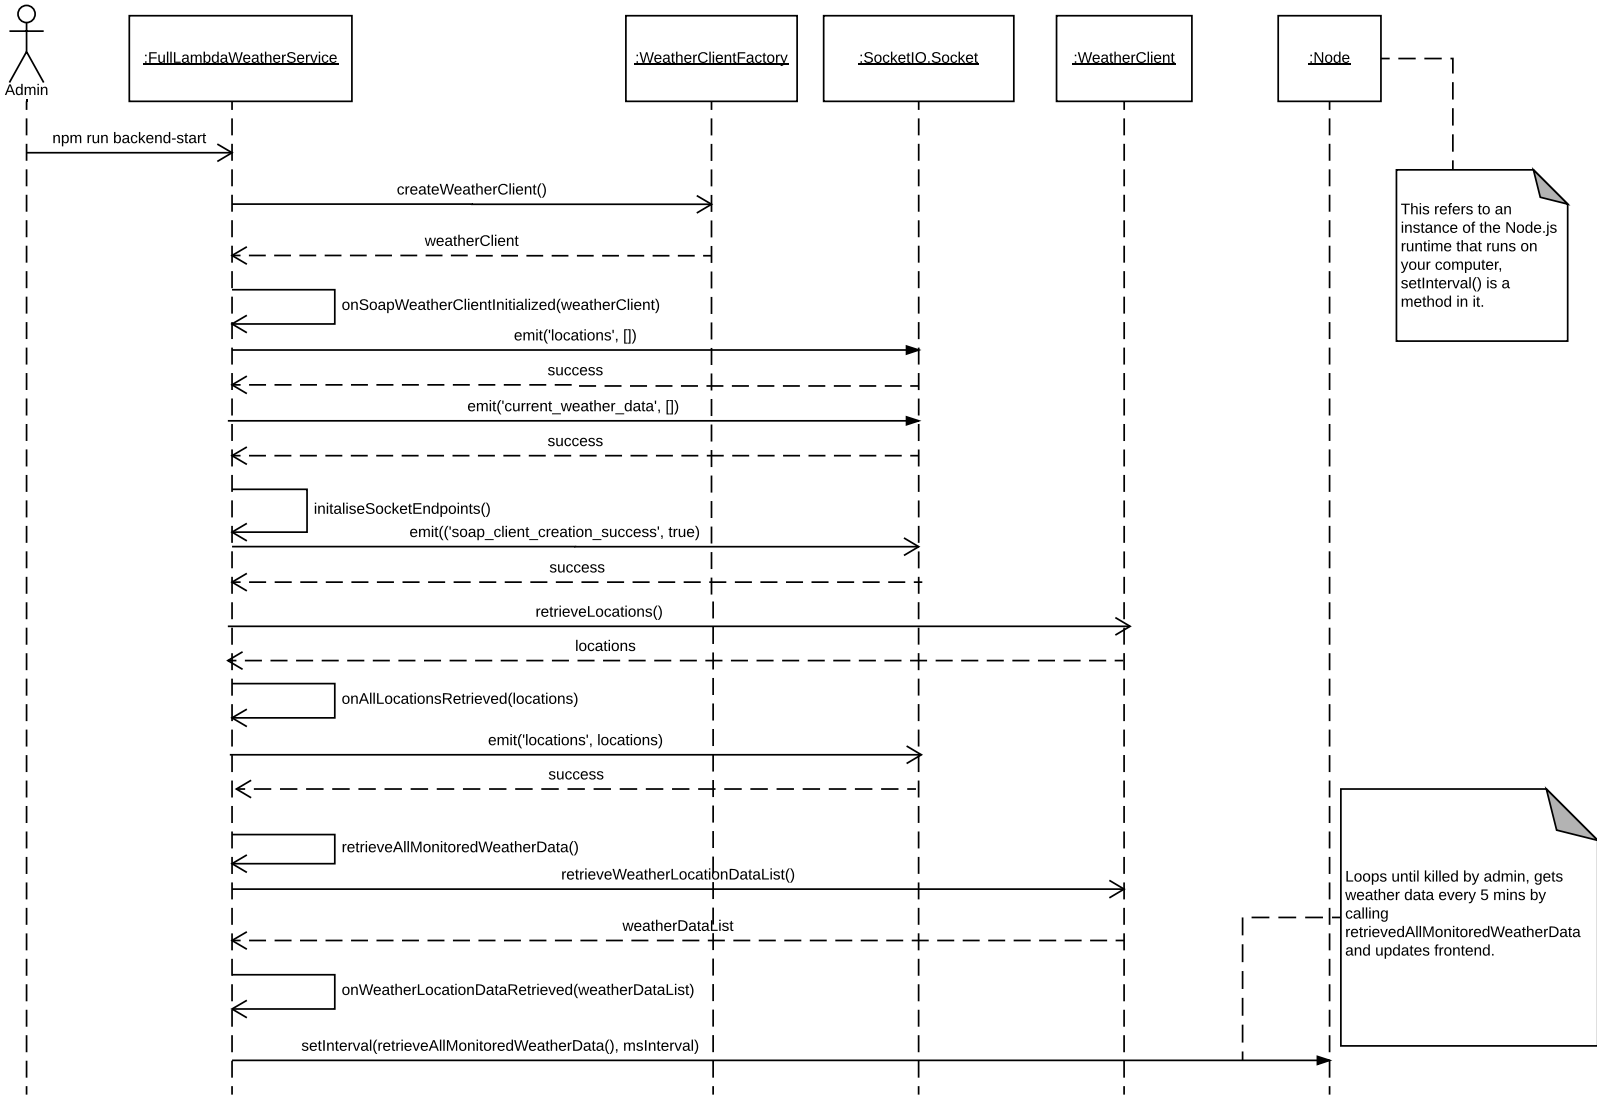 Admin
:FullLambdaWeatherService
:WeatherClientFactory
:SocketIO.Socket
:WeatherClient
:Node
npm run backend-start
createWeatherClient()
This refers to an
instance of the Node.js
runtime that runs on
your computer,
setInterval() is a
method in it.
weatherClient
onSoapWeatherClientInitialized(weatherClient)
emit('locations', [])
success
emit('current_weather_data', [])
success
initaliseSocketEndpoints()
emit(('soap_client_creation_success', true)
success
retrieveLocations()
locations
onAllLocationsRetrieved(locations)
emit('locations', locations)
success
retrieveAllMonitoredWeatherData()
retrieveWeatherLocationDataList()
Loops until killed by admin, gets
weather data every 5 mins by
calling
retrievedAllMonitoredWeatherData
and updates frontend.
weatherDataList
onWeatherLocationDataRetrieved(weatherDataList)
setInterval(retrieveAllMonitoredWeatherData(), msInterval)